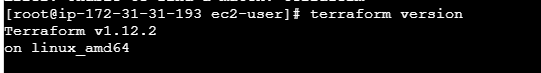 [root@ip-172-31-31-193 ec2-user]# terraform version
Terraform v1.12.2
on linux_amd64